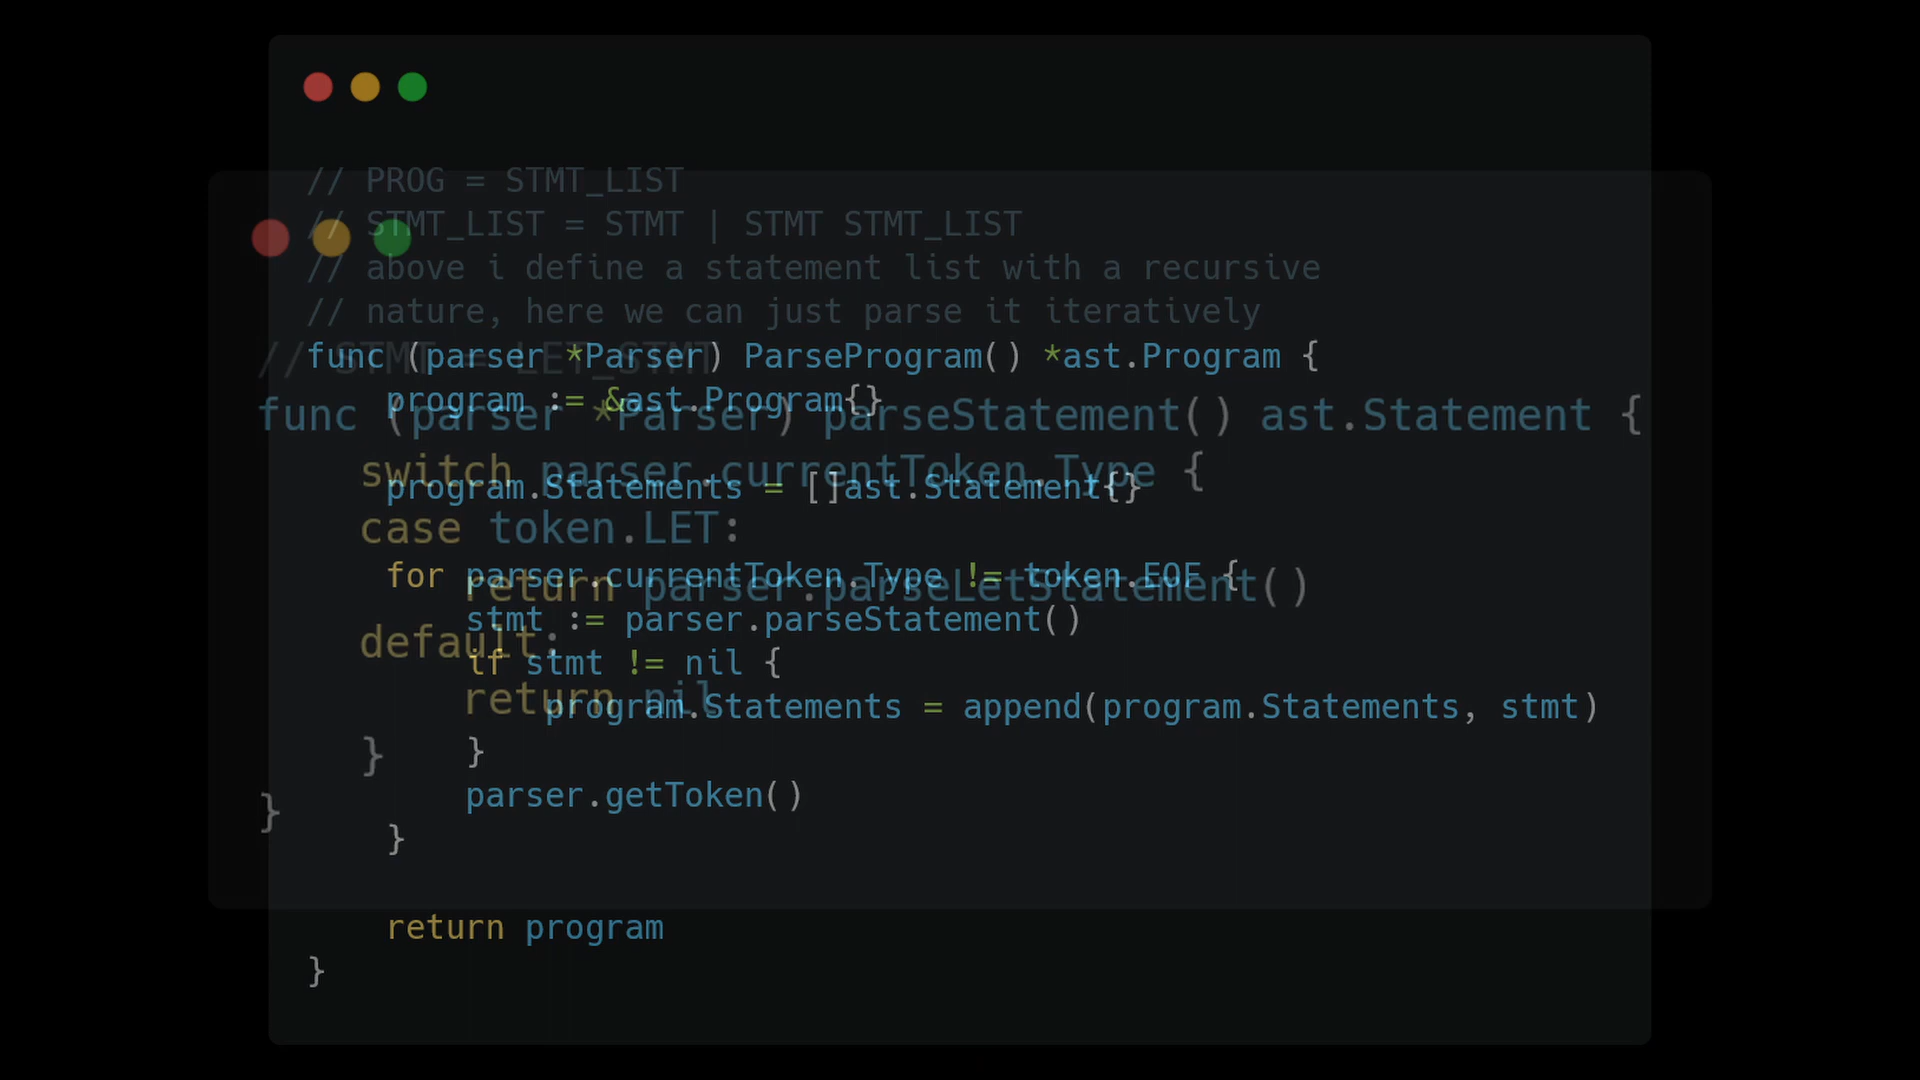 // PROG = STMT_LIST
// STMT_LIST = STMT | STMT STMT_LIST
// above i define a statement list with a recursive
// nature, here we can just parse it iteratively
func (parser *Parser) ParseProgram() *ast.Program {
    program := &ast.Program{}

    program.Statements = []ast.Statement{}

    for parser.currentToken.Type != token.EOF {
        stmt := parser.parseStatement()
        if stmt != nil {
            program.Statements = append(program.Statements, stmt)
        }
        parser.getToken()
    }

    return program
}
// STMT = LET_STMT
func (parser *Parser) parseStatement() ast.Statement {
    switch parser.currentToken.Type {
    case token.LET:
        return parser.parseLetStatement()
    default:
        return nil
    }
}